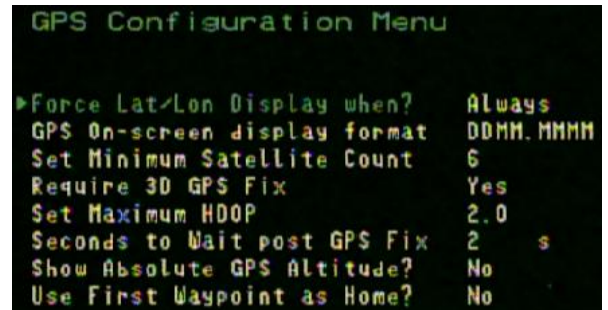 GPS Configuration Menu
▶Force Lat/Lon Display when? Always
GPS On-screen display format DDMM.MMMM
Set Minimum Satellite Count 6
Require 3D GPS Fix Yes
Set Maximum HDOP 2.0
Seconds to Wait post GPS Fix 2 s
Show Absolute GPS Altitude? No
Use First Waypoint as Home? No